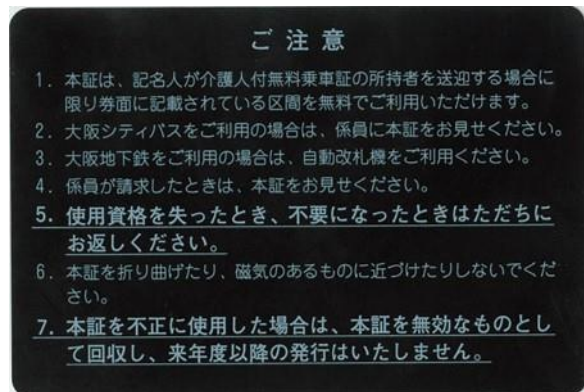 ご注意
1. 本証は、記名人が介護人付無料乗車証の所持者を送迎する場合に
限り券面に記載されている区間を無料でご利用いただけます。
2. 大阪シティバスをご利用の場合は、係員に本証をお見せください。
3. 大阪地下鉄をご利用の場合は、自動改札機をご利用ください。
4. 係員が請求したときは、本証をお見せください。
5. 使用資格を失ったとき、不要になったときはただちに
お返しください。
6. 本証を折り曲げたり、磁気のあるものに近づけたりしないでくだ
さい。
7. 本証を不正に使用した場合は、本証を無効なものとし
て回収し、来年度以降の発行はいたしません。